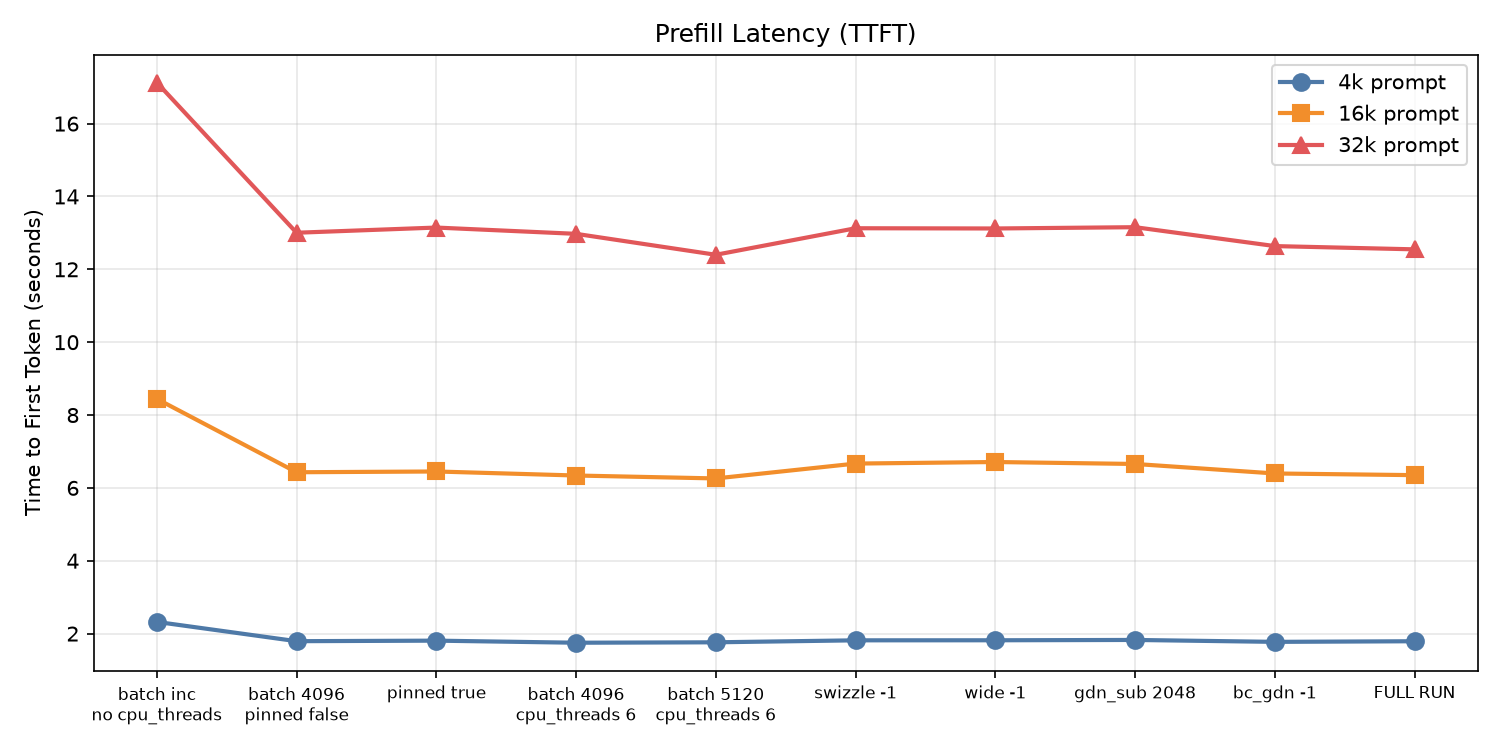 Prefill Latency (TTFT)
4k prompt
16k prompt
32k prompt
Time to First Token (seconds)
16
14
12
10
8
6
4
2
batch inc
no cpu_threads
batch 4096
pinned false
pinned true
batch 4096
cpu_threads 6
batch 5120
cpu_threads 6
swizzle -1
wide -1
gdn_sub 2048
bc_gdn -1
FULL RUN